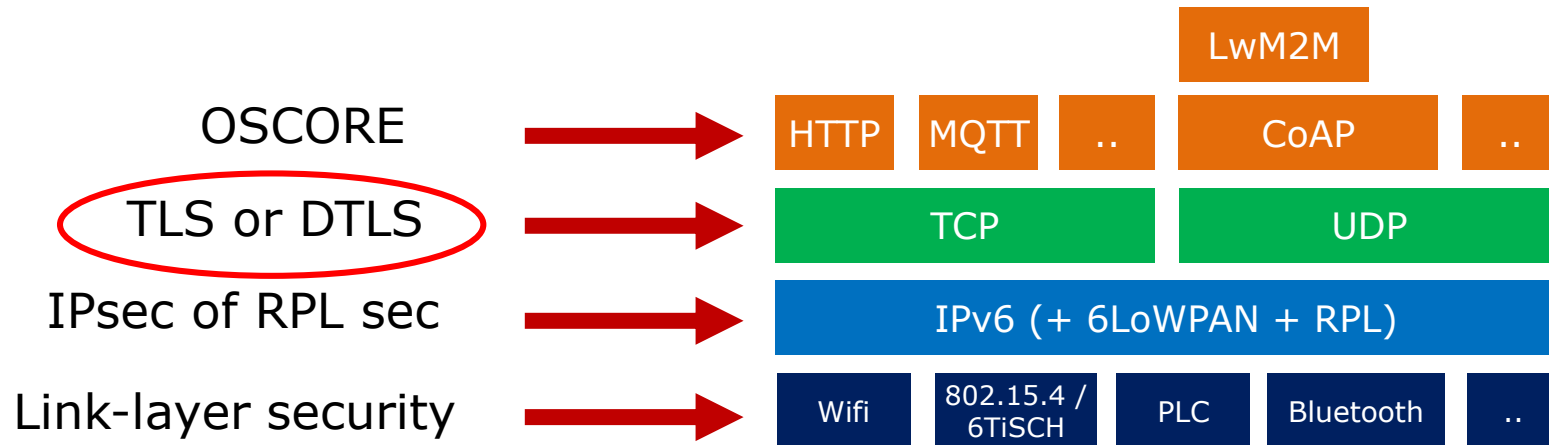 LwM2M
OSCORE HTTP MQTT .. CoAP ..
TLS or DTLS TCP UDP
IPsec of RPL sec IPv6 (+ 6LoWPAN + RPL)
Link-layer security Wifi 802.15.4 / 6TiSCH PLC Bluetooth ..